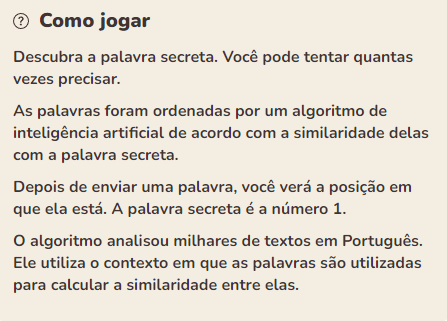 Como jogar
Descubra a palavra secreta. Você pode tentar quantas
vezes precisar.
As palavras foram ordenadas por um algoritmo de
inteligência artificial de acordo com a similaridade delas
com a palavra secreta.
Depois de enviar uma palavra, você verá a posição em
que ela está. A palavra secreta é a número 1.
O algoritmo analisou milhares de textos em Português.
Ele utiliza o contexto em que as palavras são utilizadas
para calcular a similaridade entre elas.